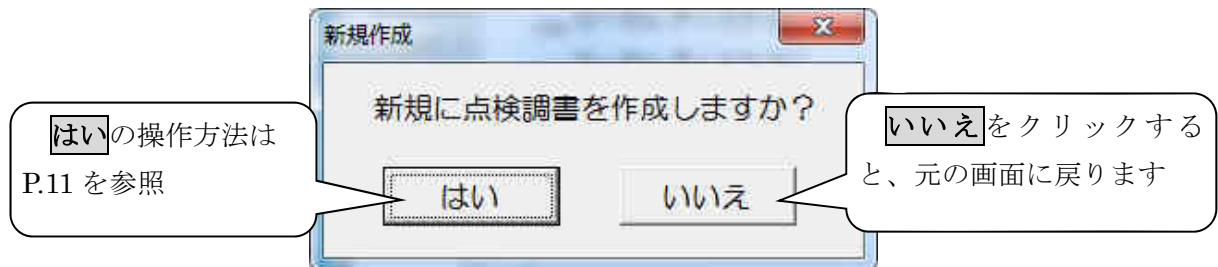 新規作成
新規に点検調書を作成しますか？
はいの操作方法は
P.11 を参照
はい
いいえ
いいえをクリックする
と、元の画面に戻ります